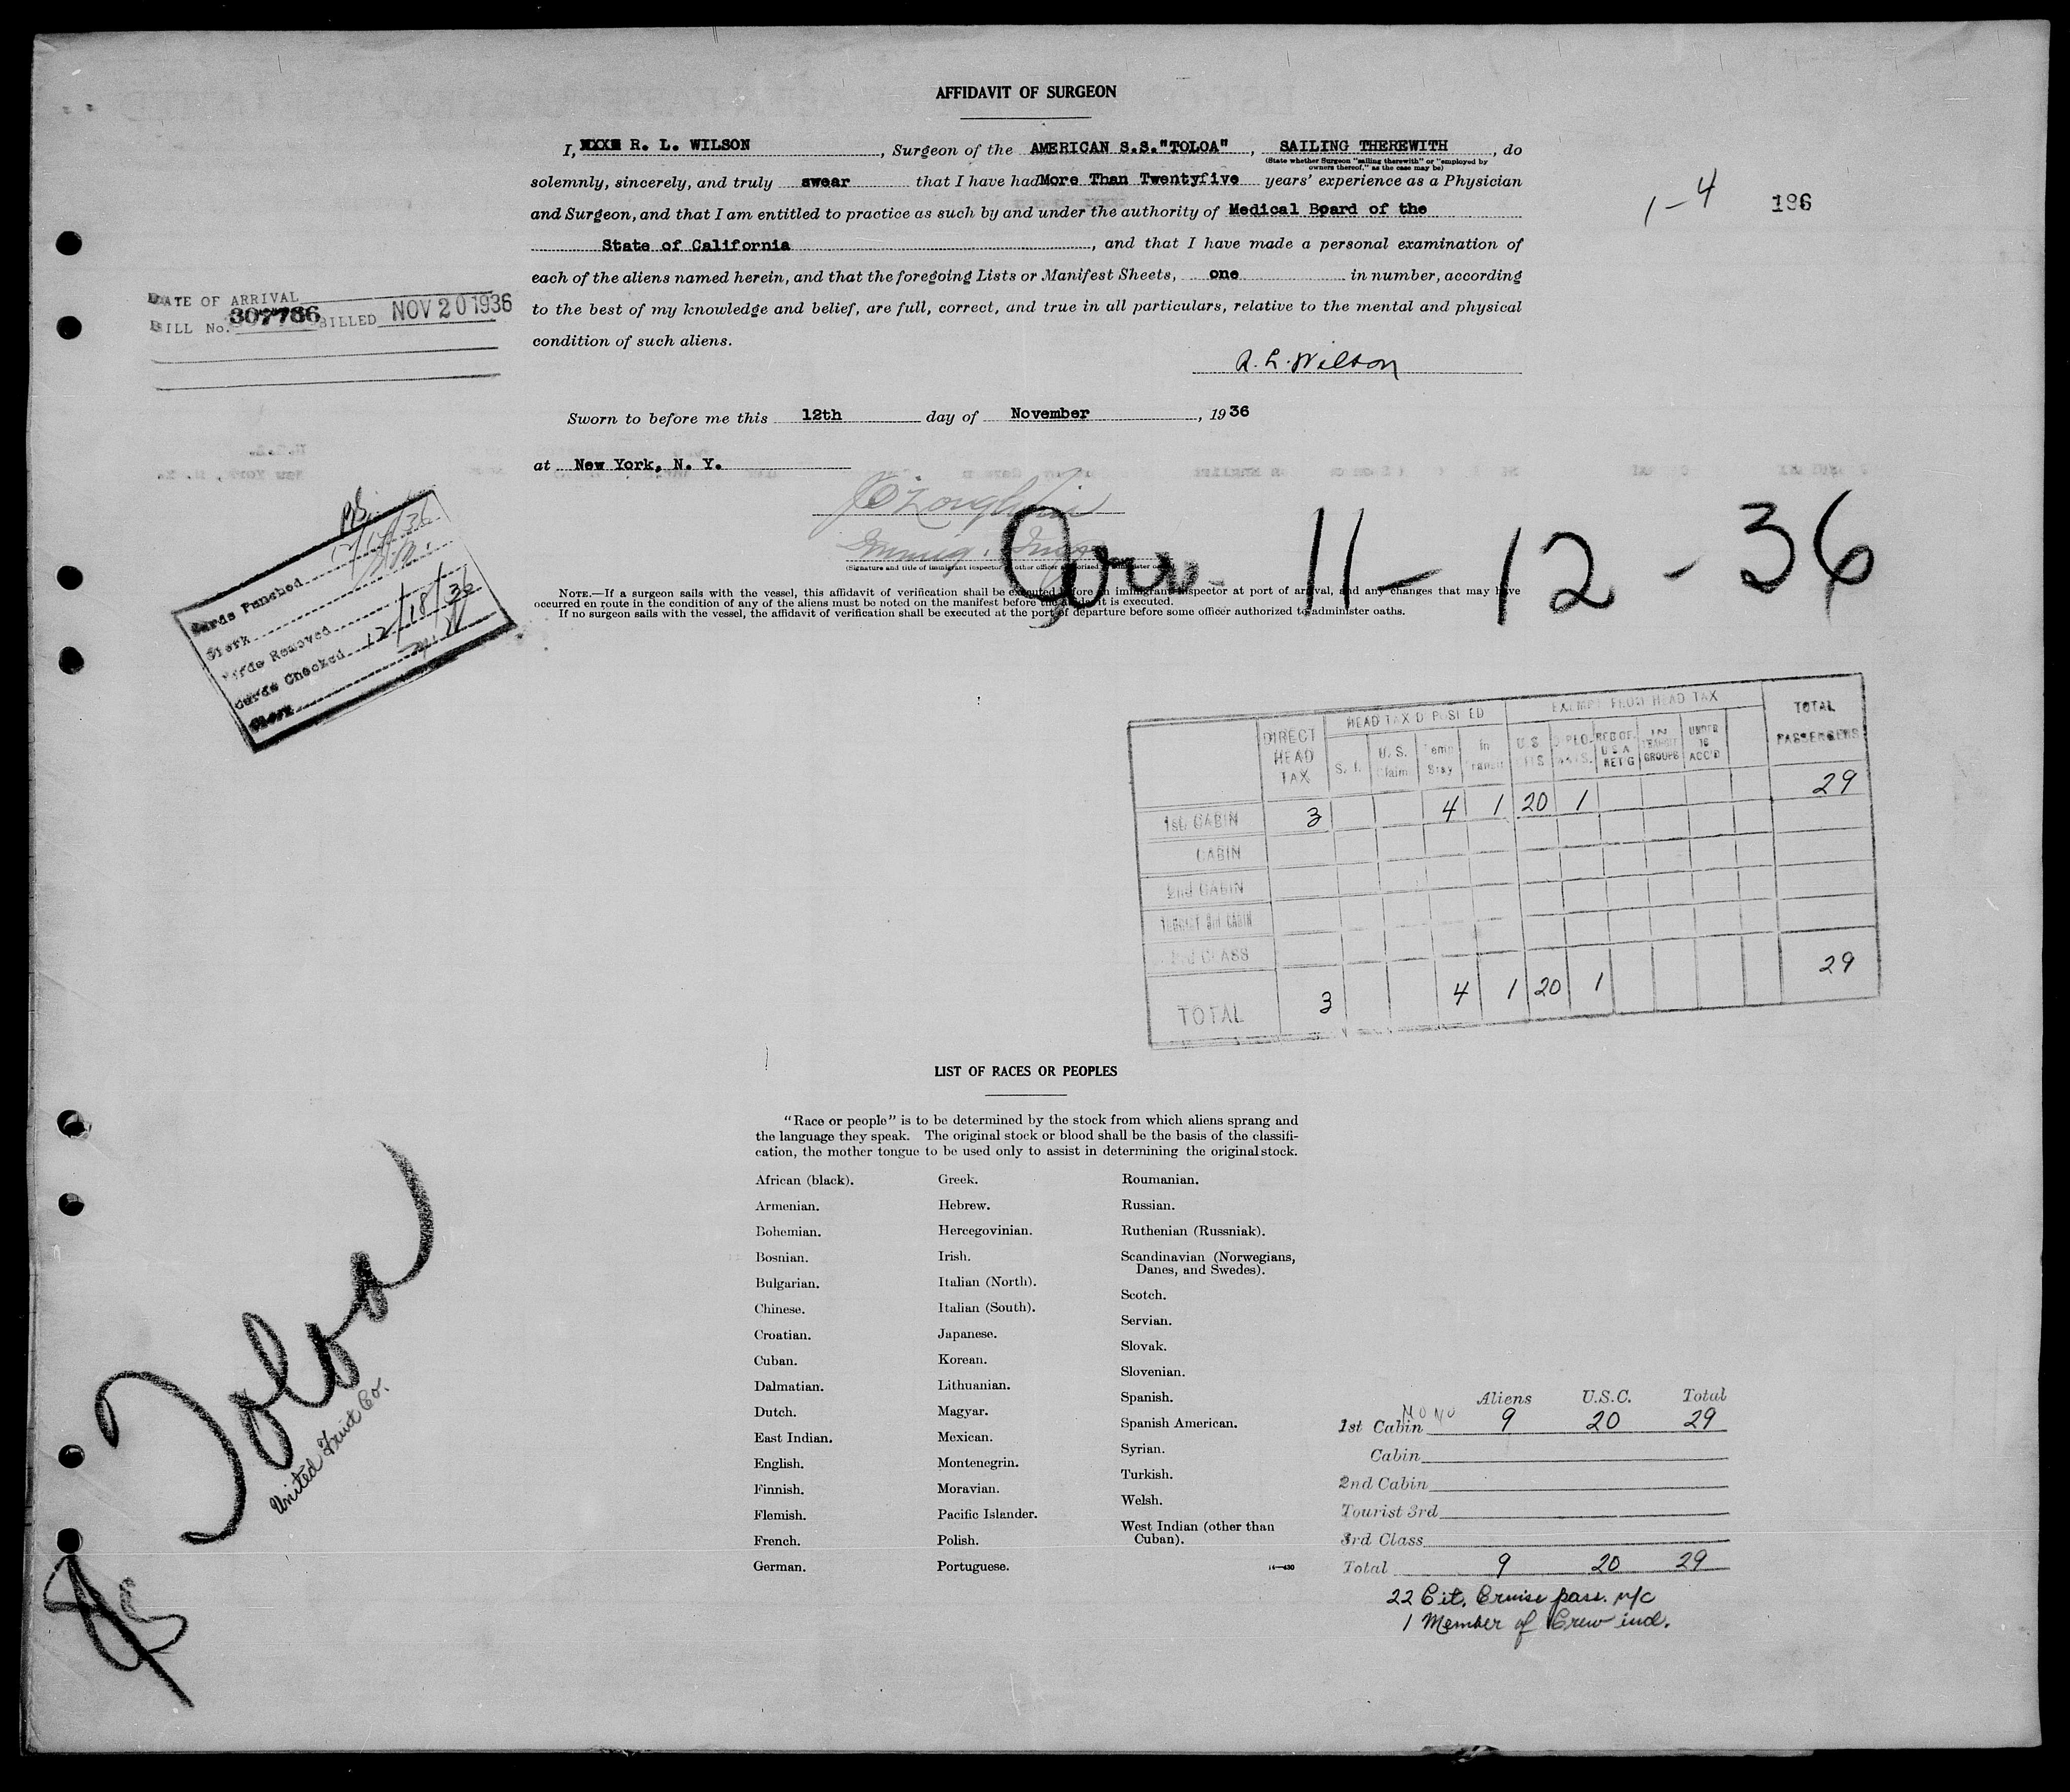 AFFIDAVIT OF SURGEON
I, R. L. WILSON, Surgeon of the AMERICAN S.S."TOLOA", SAILING THEREWITH, do
(State whether Surgeon "sailing therewith" or "employed by
owners thereof," as the case may be)
solemnly, sincerely, and truly swear that I have had More Than Twentyfive years' experience as a Physician
and Surgeon, and that I am entitled to practice as such by and under the authority of Medical Board of the
State of California, and that I have made a personal examination of
each of the aliens named herein, and that the foregoing Lists or Manifest Sheets, one in number, according
to the best of my knowledge and belief, are full, correct, and true in all particulars, relative to the mental and physical
condition of such aliens.
R. L. Wilson
1-4 196
DATE OF ARRIVAL
BILL No. 307786 BILLED NOV 20 1936
Sworn to before me this 12th day of November, 1936
at New York, N. Y.
Arr. 11-12-36
(Signature and title of immigrant inspector
NOTE.—If a surgeon sails with the vessel, this affidavit of verification shall be executed before an immigrant inspector at port of arrival, and any changes that may have
occurred en route in the condition of any of the aliens must be noted on the manifest before the affidavit is executed.
If no surgeon sails with the vessel, the affidavit of verification shall be executed at the port of departure before some officer authorized to administer oaths.
Cards Punched
Clerk
Cards Removed
Cards Checked 12/18/36
Clerk
DIRECT HEAD TAX
HEAD TAX DEPOSITED
EXEMPT FROM HEAD TAX
TOTAL PASSENGERS
S. I. U. S. Claim Temp Stay In Transit U. S. CITS DIPLOMATS. RES OF. U S A RET'G IN TRANSIT GROUPS UNDER 16 ACC'D
1st CABIN 3 4 1 20 1 29
CABIN
2nd CABIN
TOURIST 3rd CABIN
3rd CLASS
TOTAL 3 4 1 20 1 29
LIST OF RACES OR PEOPLES
"Race or people" is to be determined by the stock from which aliens sprang and
the language they speak. The original stock or blood shall be the basis of the classifi-
cation, the mother tongue to be used only to assist in determining the original stock.
African (black).
Armenian.
Bohemian.
Bosnian.
Bulgarian.
Chinese.
Croatian.
Cuban.
Dalmatian.
Dutch.
East Indian.
English.
Finnish.
Flemish.
French.
German.
Greek.
Hebrew.
Hercegovinian.
Irish.
Italian (North).
Italian (South).
Japanese.
Korean.
Lithuanian.
Magyar.
Mexican.
Montenegrin.
Moravian.
Pacific Islander.
Polish.
Portuguese.
Roumanian.
Russian.
Ruthenian (Russniak).
Scandinavian (Norwegians,
Danes, and Swedes).
Scotch.
Servian.
Slovak.
Slovenian.
Spanish.
Spanish American.
Syrian.
Turkish.
Welsh.
West Indian (other than
Cuban).
14—430
Toloa
United Fruit Co.
Aliens U.S.C. Total
1st Cabin 9 20 29
Cabin
2nd Cabin
Tourist 3rd
3rd Class
Total 9 20 29
22 Cit. Cruise pass. n/c
1 Member of Crew incl.